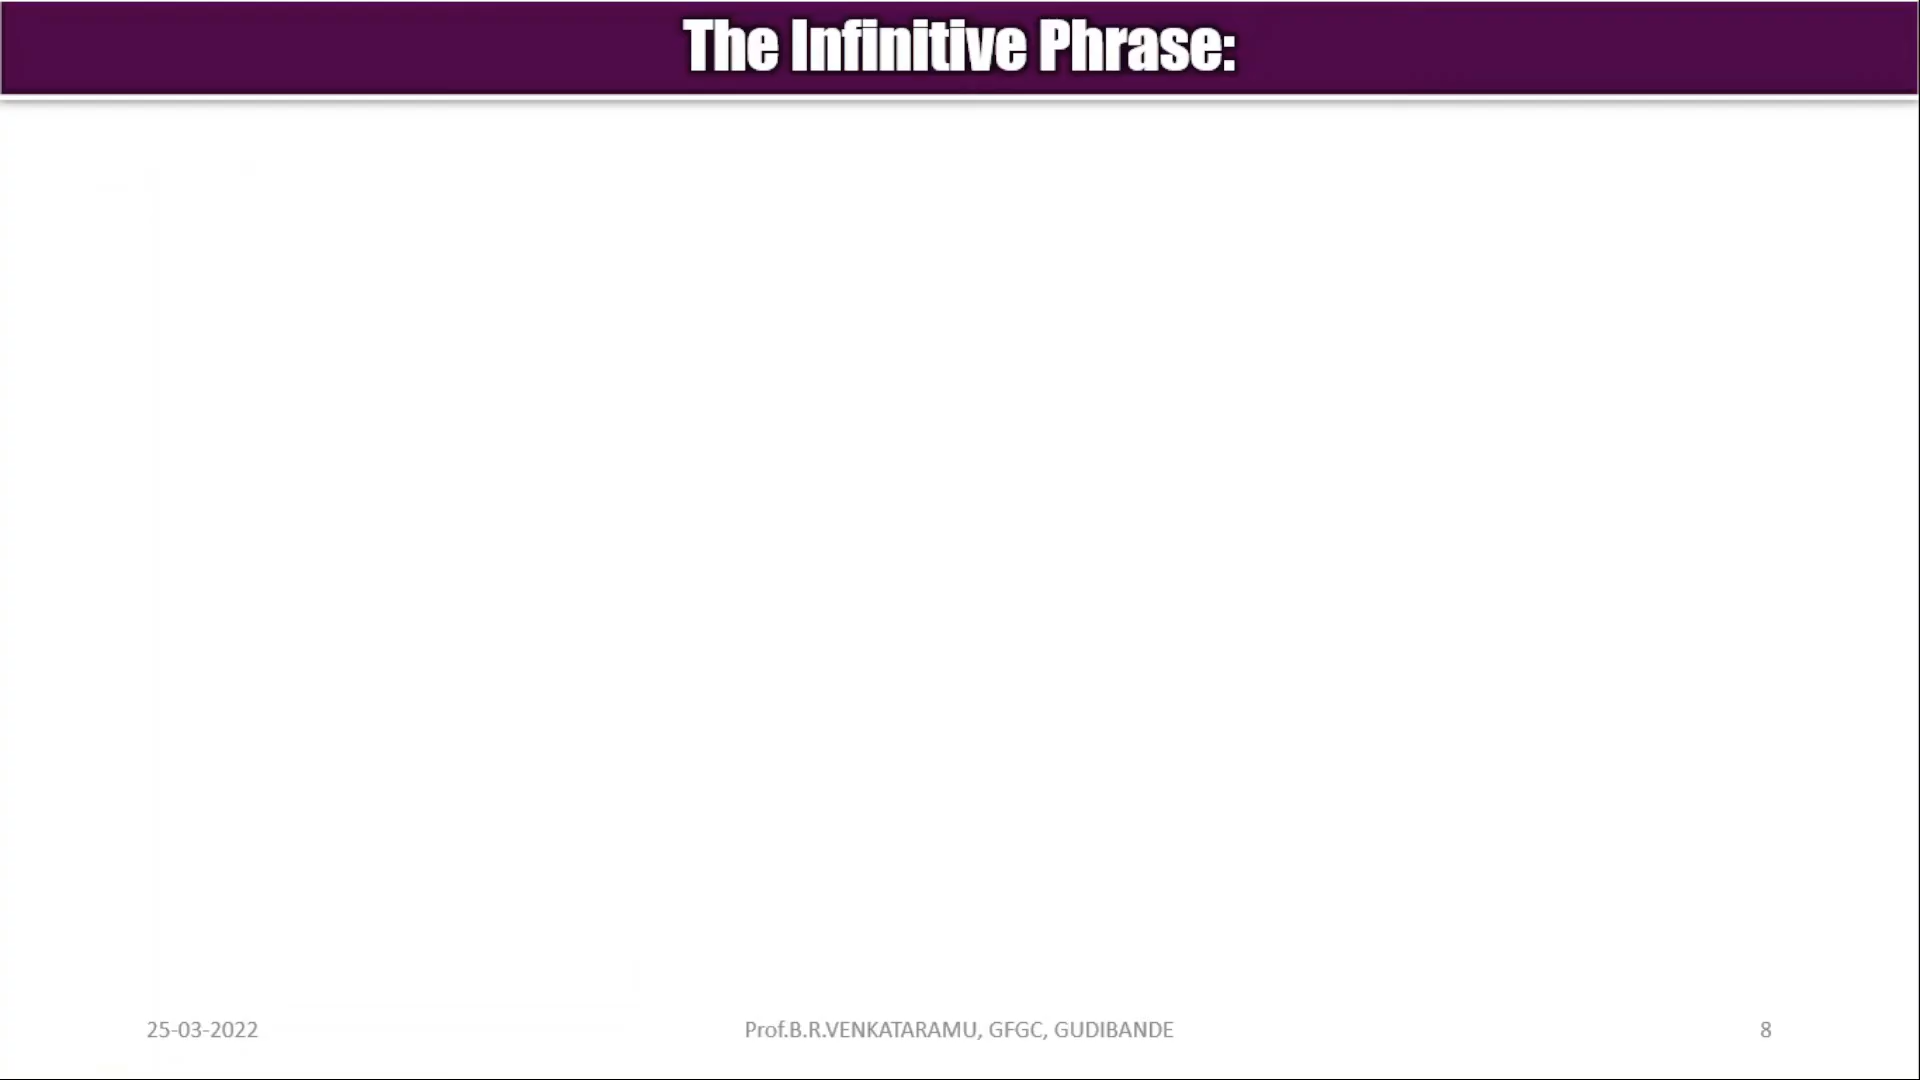 The Infinitive Phrase:
25-03-2022
Prof.B.R.VENKATARAMU, GFGC, GUDIBANDE
8